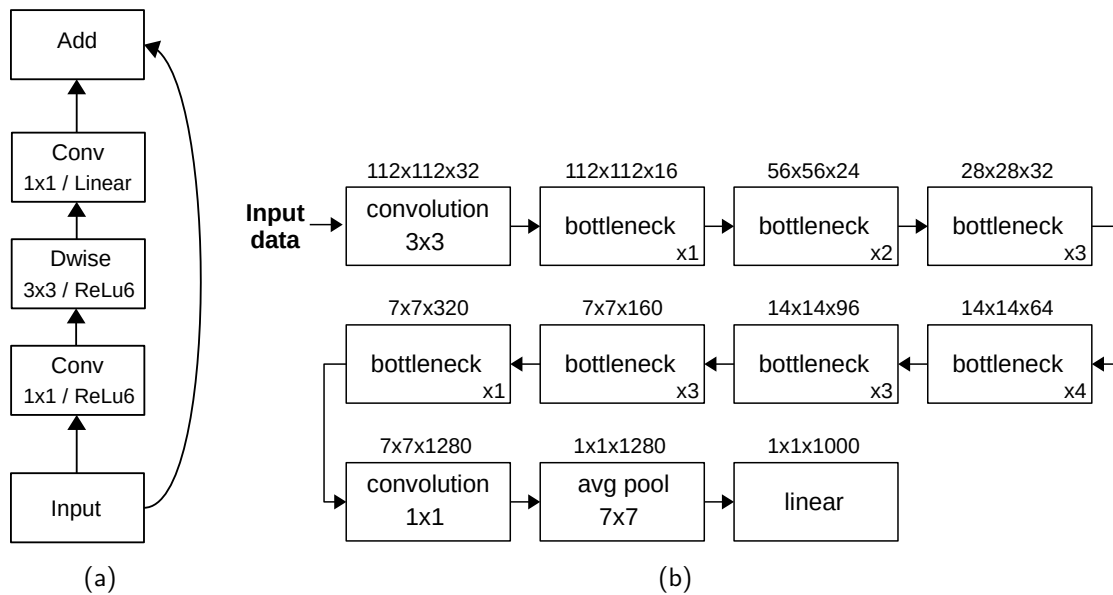 Add
Conv
1x1 / Linear
Dwise
3x3 / ReLu6
Conv
1x1 / ReLu6
Input
(a)
112x112x32
112x112x16
56x56x24
28x28x32
Input
data
convolution
3x3
bottleneck
x1
bottleneck
x2
bottleneck
x3
7x7x320
7x7x160
14x14x96
14x14x64
bottleneck
x1
bottleneck
x3
bottleneck
x3
bottleneck
x4
7x7x1280
1x1x1280
1x1x1000
convolution
1x1
avg pool
7x7
linear
(b)